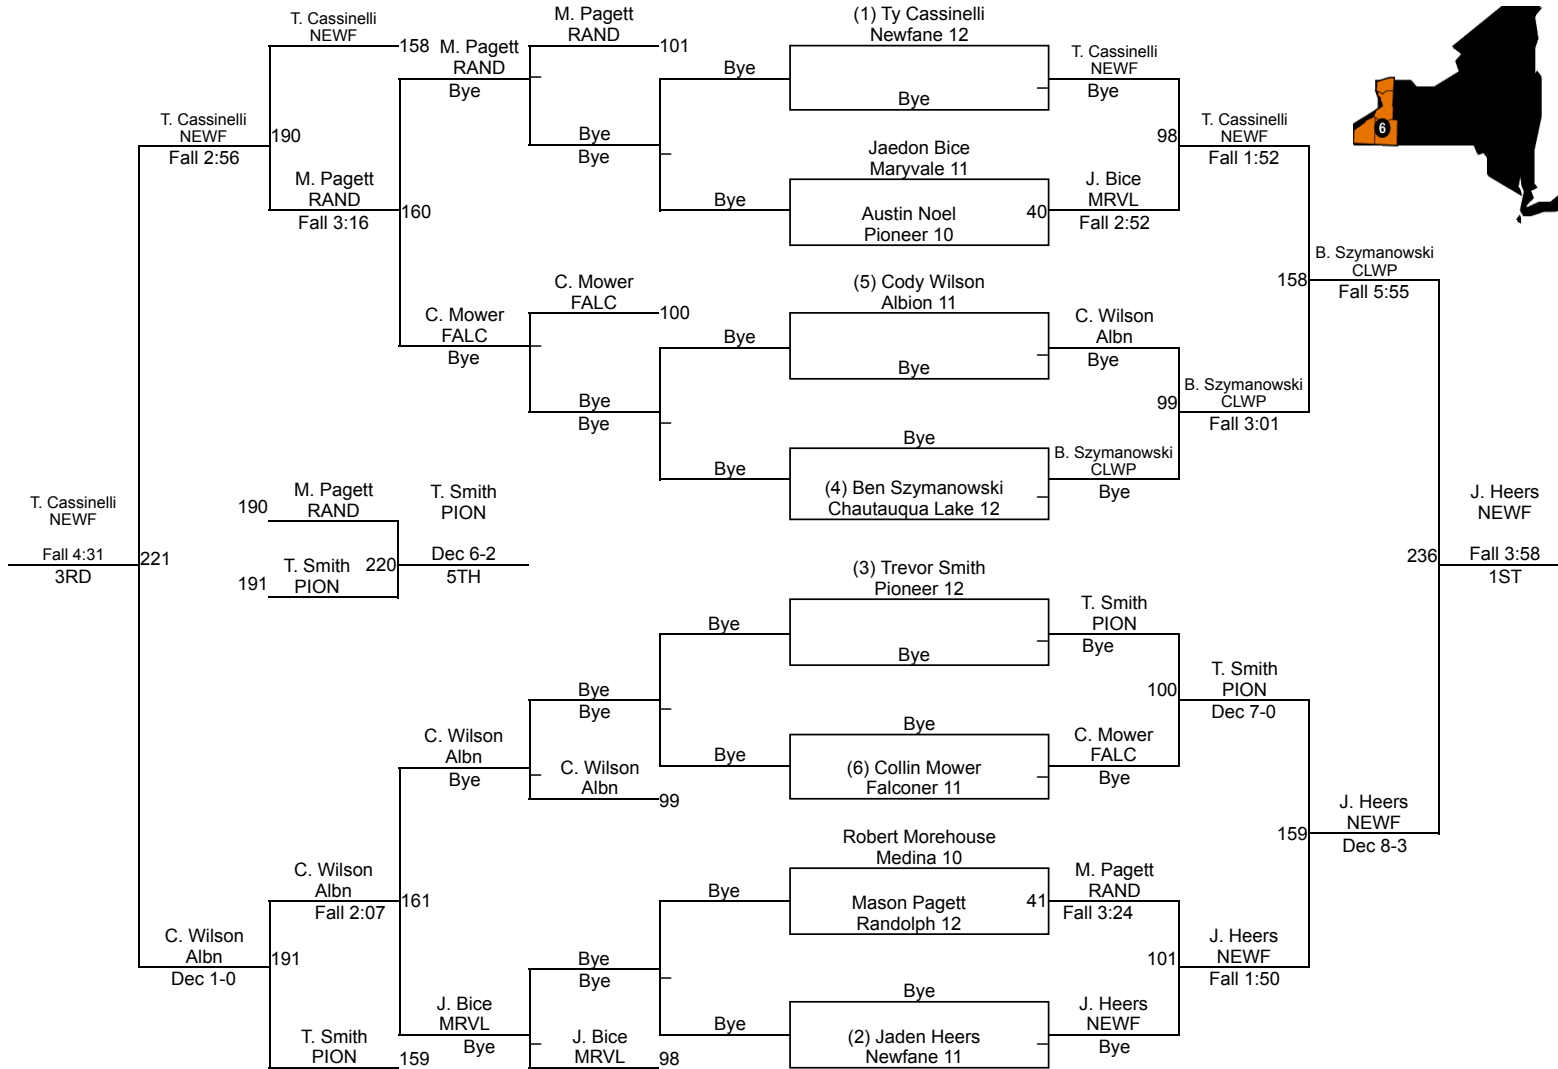 T. Cassinelli
NEWF
158
M. Pagett
RAND
Bye
M. Pagett
RAND
101
Bye
(1) Ty Cassinelli
Newfane 12
Bye
T. Cassinelli
NEWF
Bye
6
T. Cassinelli
NEWF
Fall 2:56
190
Bye
Bye
Jaedon Bice
Maryvale 11
98
T. Cassinelli
NEWF
Fall 1:52
M. Pagett
RAND
Fall 3:16
160
Bye
Austin Noel
Pioneer 10
40
J. Bice
MRVL
Fall 2:52
C. Mower
FALC
Bye
C. Mower
FALC
100
Bye
(5) Cody Wilson
Albion 11
Bye
C. Wilson
Albn
Bye
158
B. Szymanowski
CLWP
Fall 5:55
Bye
Bye
99
B. Szymanowski
CLWP
Fall 3:01
Bye
Bye
(4) Ben Szymanowski
Chautauqua Lake 12
B. Szymanowski
CLWP
Bye
T. Cassinelli
NEWF
Fall 4:31
3RD
221
190
M. Pagett
RAND
191
T. Smith
PION
220
T. Smith
PION
Dec 6-2
5TH
236
J. Heers
NEWF
Fall 3:58
1ST
Bye
(3) Trevor Smith
Pioneer 12
Bye
T. Smith
PION
Bye
Bye
Bye
100
T. Smith
PION
Dec 7-0
C. Wilson
Albn
Bye
C. Wilson
Albn
99
Bye
Bye
(6) Collin Mower
Falconer 11
C. Mower
FALC
Bye
159
J. Heers
NEWF
Dec 8-3
C. Wilson
Albn
Fall 2:07
161
Bye
Robert Morehouse
Medina 10
Mason Pagett
Randolph 12
41
M. Pagett
RAND
Fall 3:24
C. Wilson
Albn
Dec 1-0
191
Bye
Bye
101
J. Heers
NEWF
Fall 1:50
T. Smith
PION
159
J. Bice
MRVL
Bye
J. Bice
MRVL
98
Bye
Bye
(2) Jaden Heers
Newfane 11
J. Heers
NEWF
Bye